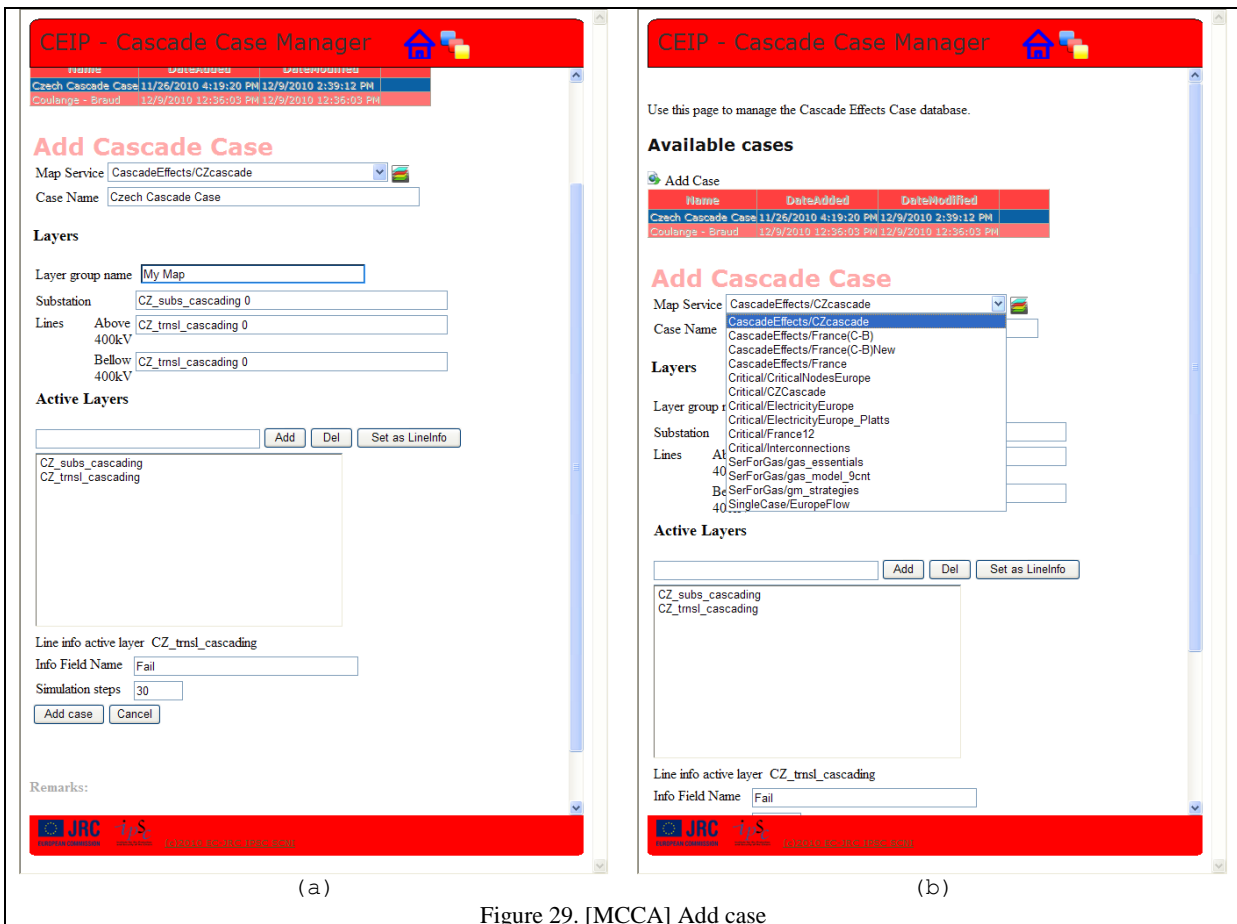 CEIP - Cascade Case Manager
Name DateAdded DateModified
Czech Cascade Case 11/26/2010 4:19:20 PM 12/9/2010 2:39:12 PM
Coulange - Braud 12/9/2010 12:36:03 PM 12/9/2010 12:36:03 PM
Add Cascade Case
Map Service CascadeEffects/CZcascade
Case Name Czech Cascade Case
Layers
Layer group name My Map
Substation CZ_subs_cascading 0
Lines Above 400kV CZ_trnsl_cascading 0
Bellow 400kV CZ_trnsl_cascading 0
Active Layers
Add Del Set as LineInfo
CZ_subs_cascading
CZ_trnsl_cascading
Line info active layer CZ_trnsl_cascading
Info Field Name Fail
Simulation steps 30
Add case Cancel
Remarks:
JRC
EUROPEAN COMMISSION
(a)
CEIP - Cascade Case Manager
Use this page to manage the Cascade Effects Case database.
Available cases
Add Case
Name DateAdded DateModified
Czech Cascade Case 11/26/2010 4:19:20 PM 12/9/2010 2:39:12 PM
Coulange - Braud 12/9/2010 12:36:03 PM 12/9/2010 12:36:03 PM
Add Cascade Case
Map Service CascadeEffects/CZcascade
Case Name
CascadeEffects/CZcascade
CascadeEffects/France(C-B)
CascadeEffects/France(C-B)New
CascadeEffects/France
Critical/CriticalNodesEurope
Critical/CZCascade
Critical/ElectricityEurope
Critical/ElectricityEurope_Platts
Critical/France12
Critical/Interconnections
SerForGas/gas_essentials
SerForGas/gas_model_9cnt
SerForGas/gm_strategies
SingleCase/EuropeFlow
Layers
Layer group
Substation
Lines
Active Layers
Add Del Set as LineInfo
CZ_subs_cascading
CZ_trnsl_cascading
Line info active layer CZ_trnsl_cascading
Info Field Name Fail
JRC
EUROPEAN COMMISSION
(b)
Figure 29. [MCCA] Add case